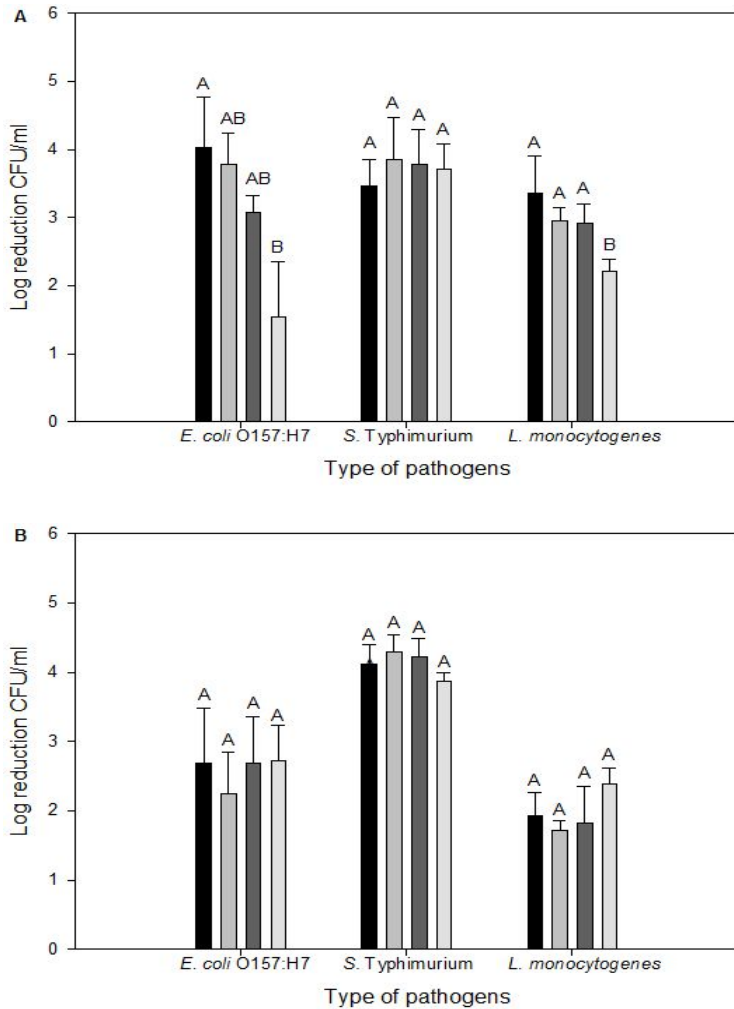 A
6
5
4
3
2
1
0
Log reduction CFU/ml
A
AB
AB
B
A
A
A
A
A
A
A
B
E. coli O157:H7
S. Typhimurium
L. monocytogenes
Type of pathogens
B
6
5
4
3
2
1
0
Log reduction CFU/ml
A
A
A
A
A
A
A
A
A
A
A
A
E. coli O157:H7
S. Typhimurium
L. monocytogenes
Type of pathogens